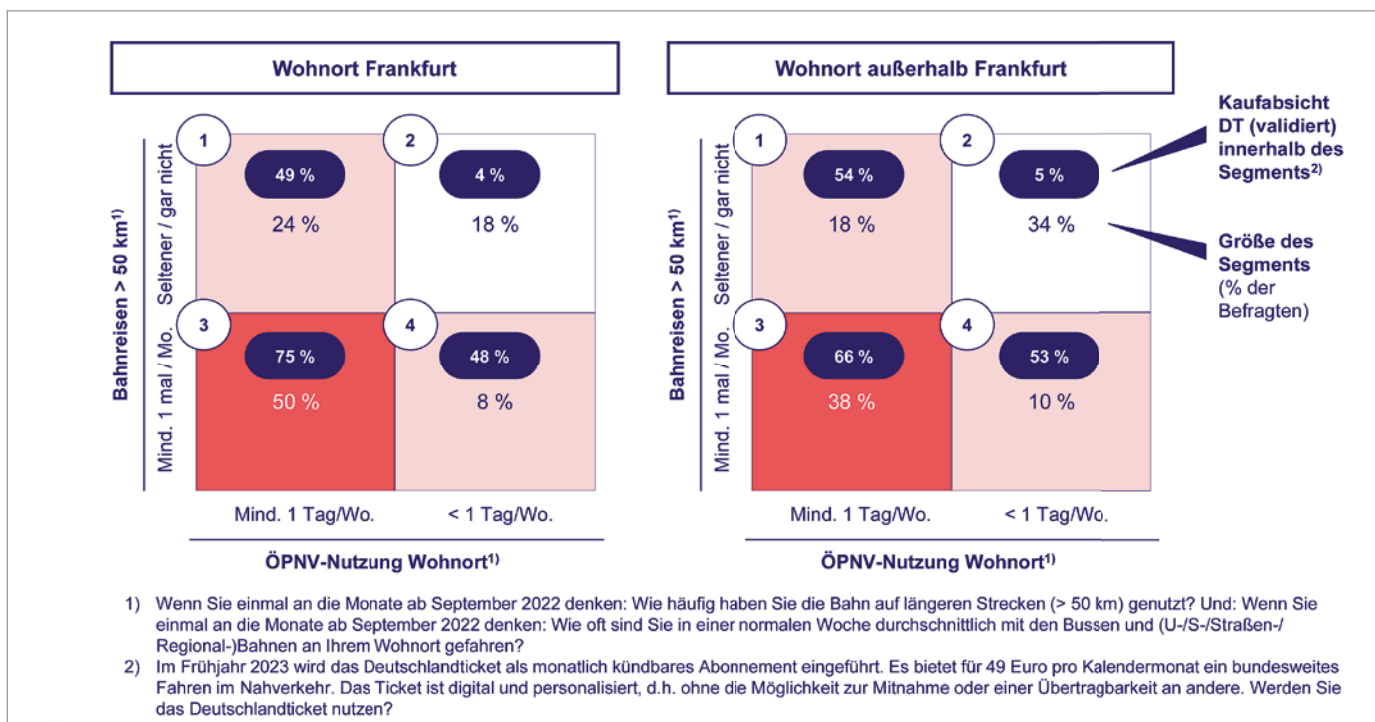 Wohnort Frankfurt
Wohnort außerhalb Frankfurt
Bahnreisen > 50 km1)
Seltener / gar nicht
Mind. 1 mal / Mo.
1
49 %
24 %
2
4 %
18 %
3
75 %
50 %
4
48 %
8 %
Mind. 1 Tag/Wo.
< 1 Tag/Wo.
ÖPNV-Nutzung Wohnort1)
Bahnreisen > 50 km1)
Seltener / gar nicht
Mind. 1 mal / Mo.
1
54 %
18 %
2
5 %
34 %
3
66 %
38 %
4
53 %
10 %
Mind. 1 Tag/Wo.
< 1 Tag/Wo.
ÖPNV-Nutzung Wohnort1)
Kaufabsicht
DT (validiert)
innerhalb des
Segments2)
Größe des
Segments
(% der
Befragten)
1) Wenn Sie einmal an die Monate ab September 2022 denken: Wie häufig haben Sie die Bahn auf längeren Strecken (> 50 km) genutzt? Und: Wenn Sie
einmal an die Monate ab September 2022 denken: Wie oft sind Sie in einer normalen Woche durchschnittlich mit den Bussen und (U-/S-/Straßen-/
Regional-)Bahnen an Ihrem Wohnort gefahren?
2) Im Frühjahr 2023 wird das Deutschlandticket als monatlich kündbares Abonnement eingeführt. Es bietet für 49 Euro pro Kalendermonat ein bundesweites
Fahren im Nahverkehr. Das Ticket ist digital und personalisiert, d.h. ohne die Möglichkeit zur Mitnahme oder einer Übertragbarkeit an andere. Werden Sie
das Deutschlandticket nutzen?